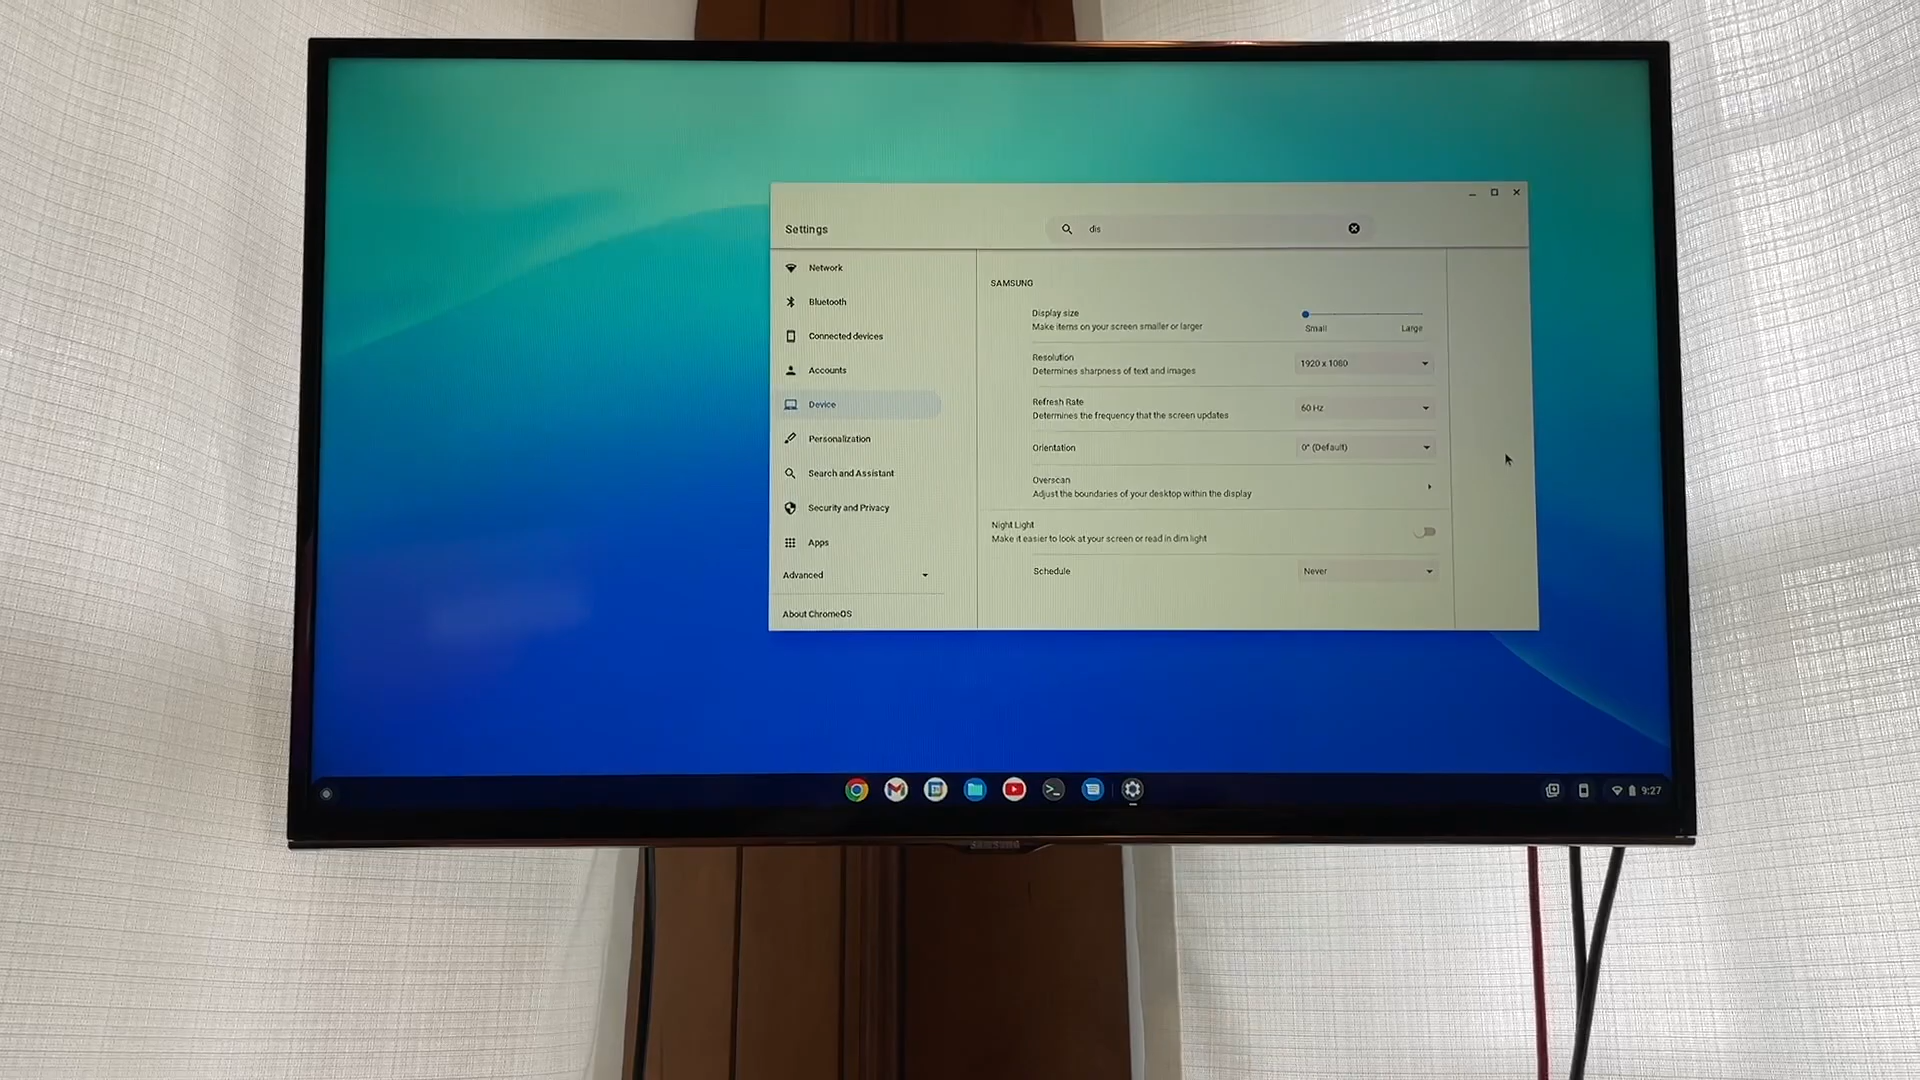 Settings
dis
Network
Bluetooth
Connected devices
Accounts
Device
Personalization
Search and Assistant
Security and Privacy
Apps
Advanced
About ChromeOS
SAMSUNG
Display size
Make items on your screen smaller or larger
Small Large
Resolution
Determines sharpness of text and images
1920 x 1080
Refresh Rate
Determines the frequency that the screen updates
60 Hz
Orientation
0° (Default)
Overscan
Adjust the boundaries of your desktop within the display
Night Light
Make it easier to look at your screen or read in dim light
Schedule
Never
9:27
SAMSUNG